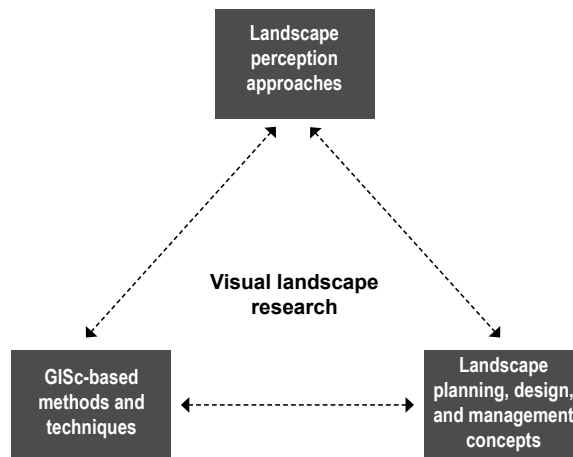 Landscape
perception
approaches
Visual landscape
research
GISc-based
methods and
techniques
Landscape
planning, design,
and management
concepts